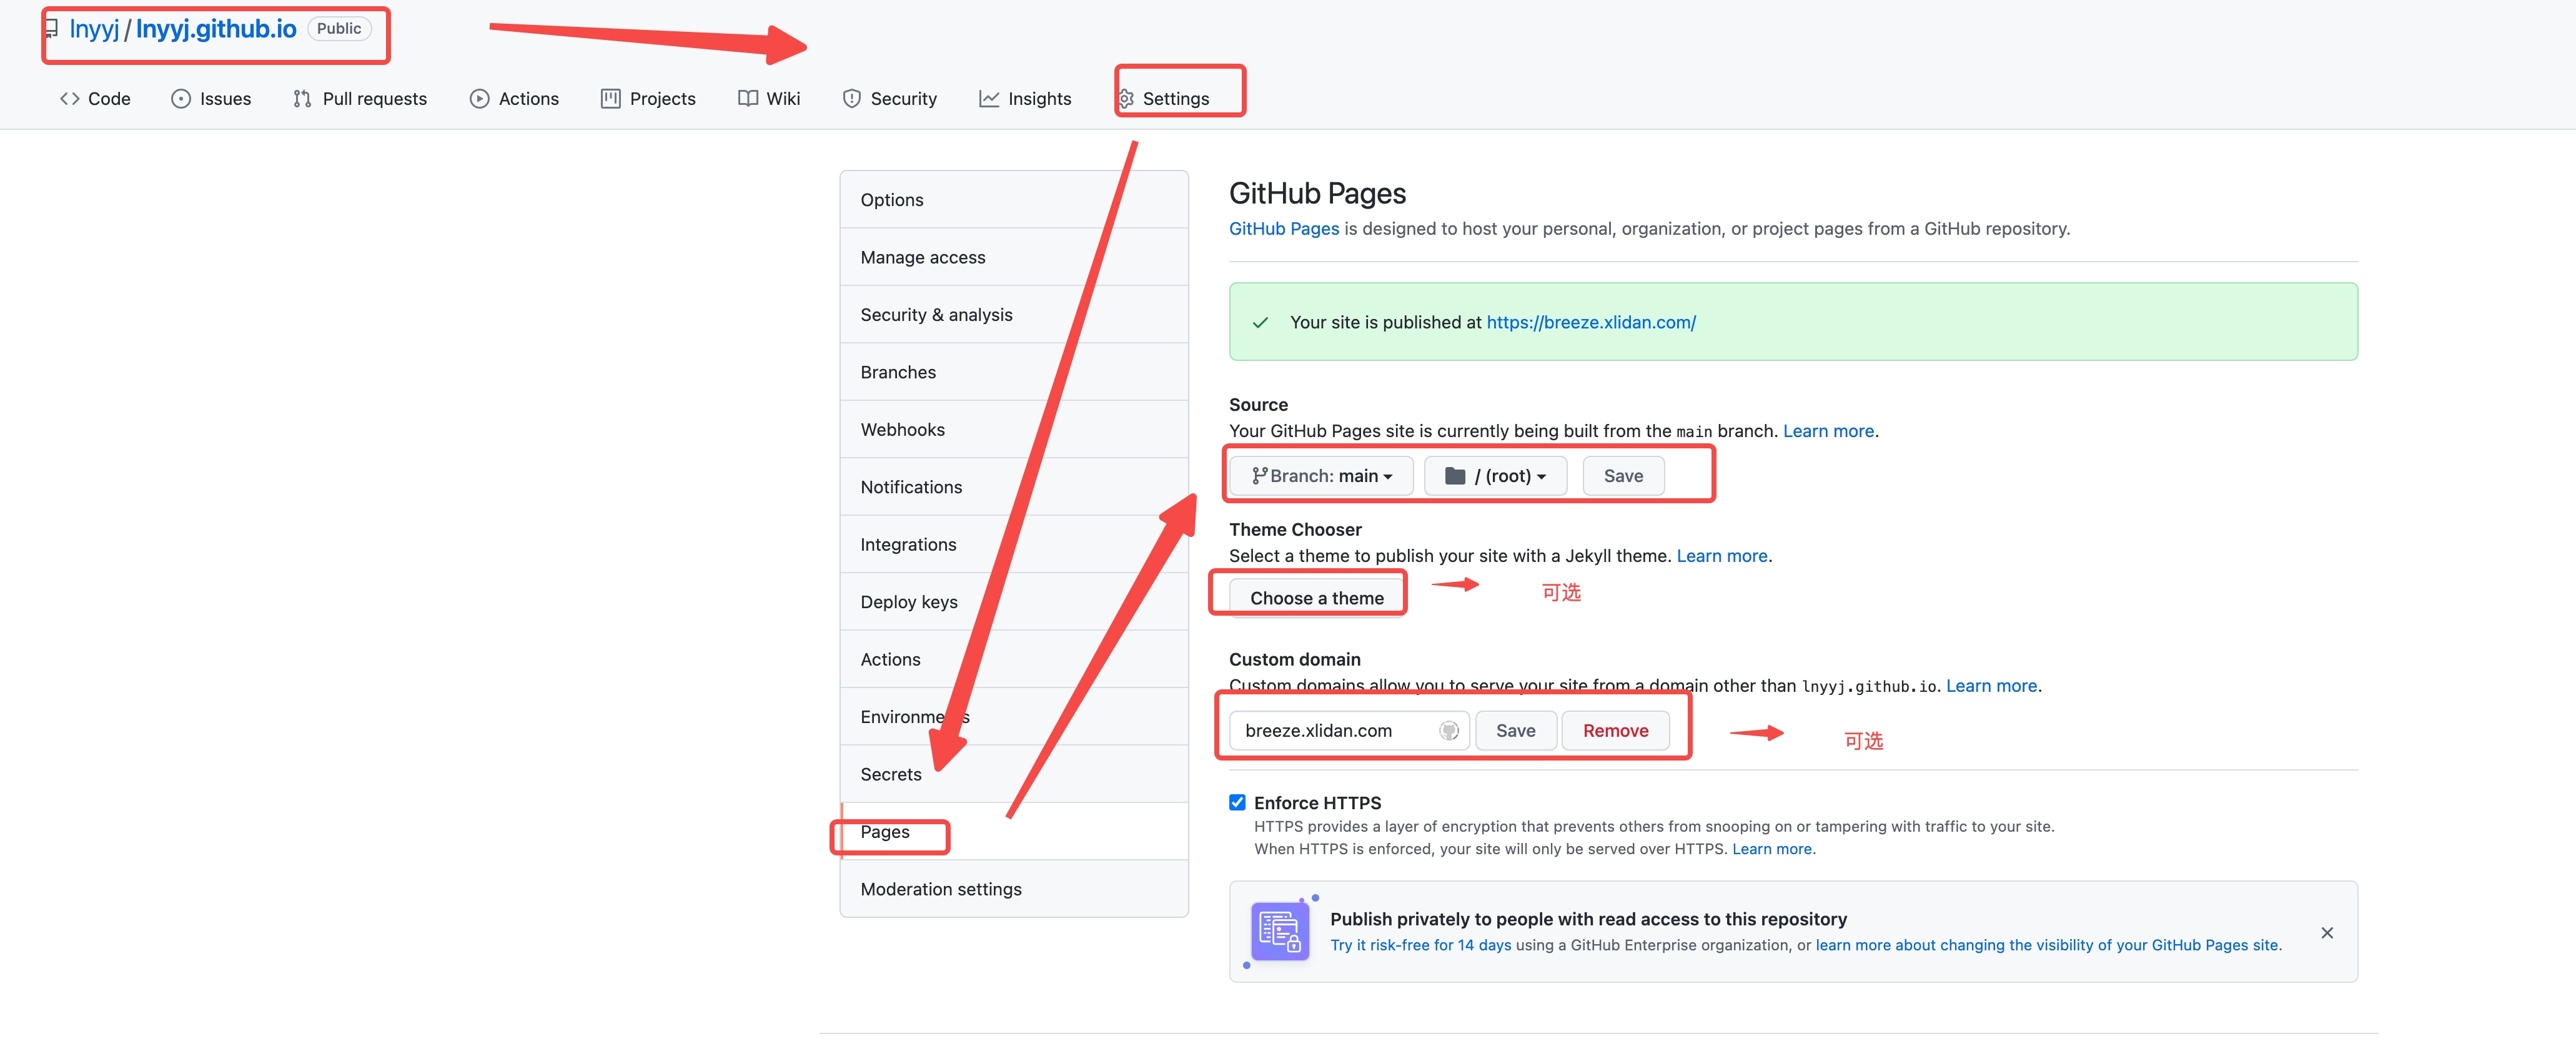 lnyyj / lnyyj.github.io Public
Code Issues Pull requests Actions Projects Wiki Security Insights Settings
Options
Manage access
Security & analysis
Branches
Webhooks
Notifications
Integrations
Deploy keys
Actions
Environments
Secrets
Pages
Moderation settings
GitHub Pages
GitHub Pages is designed to host your personal, organization, or project pages from a GitHub repository.
Your site is published at https://breeze.xlidan.com/
Source
Your GitHub Pages site is currently being built from the main branch. Learn more.
Branch: main / (root) Save
Theme Chooser
Select a theme to publish your site with a Jekyll theme. Learn more.
Choose a theme 可选
Custom domain
Custom domains allow you to serve your site from a domain other than lnyyj.github.io. Learn more.
breeze.xlidan.com Save Remove 可选
Enforce HTTPS
HTTPS provides a layer of encryption that prevents others from snooping on or tampering with traffic to your site.
When HTTPS is enforced, your site will only be served over HTTPS. Learn more.
Publish privately to people with read access to this repository
Try it risk-free for 14 days using a GitHub Enterprise organization, or learn more about changing the visibility of your GitHub Pages site.